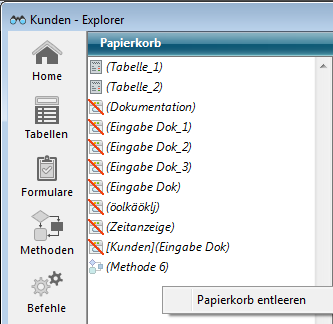 Kunden - Explorer
Papierkorb
Home
Tabellen
Formulare
Methoden
Befehle
(Tabelle_1)
(Tabelle_2)
(Dokumentation)
(Eingabe Dok_1)
(Eingabe Dok_2)
(Eingabe Dok_3)
(Eingabe Dok)
(öolkäöklj)
(Zeitanzeige)
[Kunden](Eingabe Dok)
(Methode 6)
Papierkorb entleeren